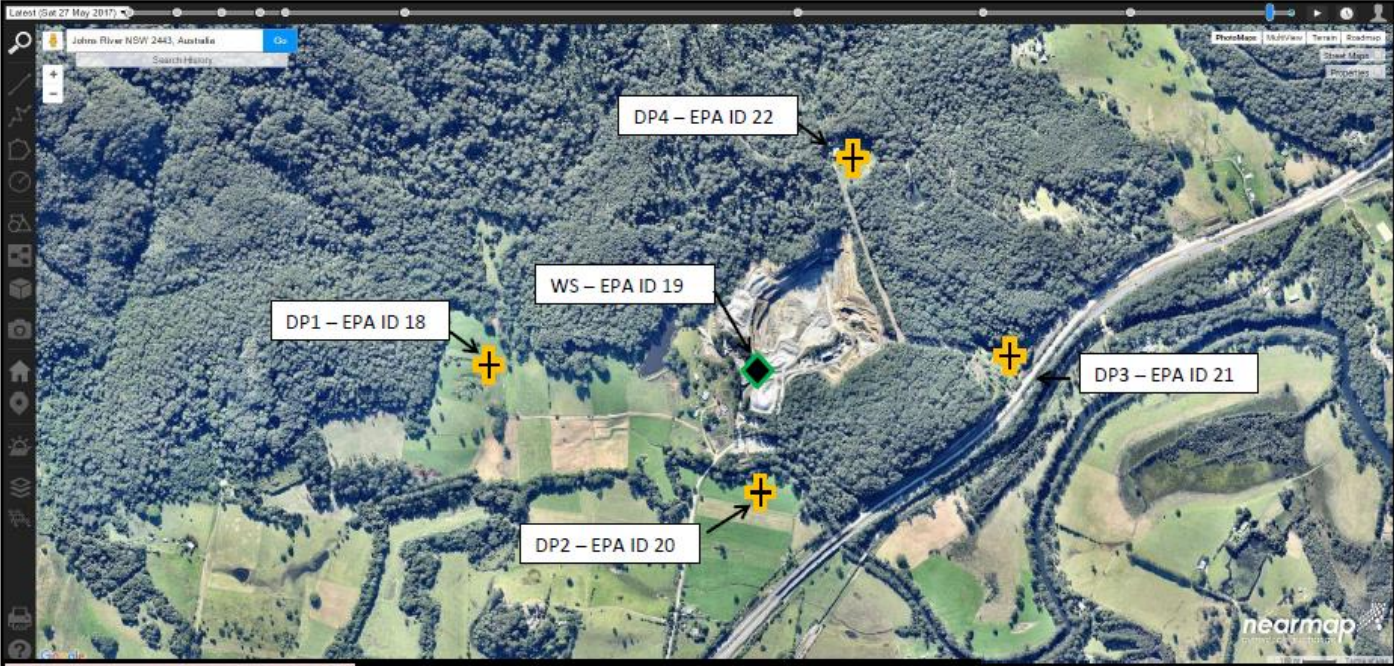 Latest (Sat 27 May 2017)
Johns River NSW 2443, Australia
Go
Search History
PhotoMaps
MultiView
Terrain
Roadmap
Street Maps
Properties
DP4 – EPA ID 22
WS – EPA ID 19
DP1 – EPA ID 18
DP3 – EPA ID 21
DP2 – EPA ID 20
nearmap
Google